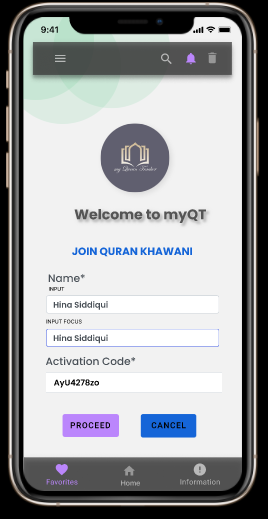 9:41
my Quran Teacher
Welcome to myQT
JOIN QURAN KHAWANI
Name*
INPUT
Hina Siddiqui
INPUT FOCUS
Hina Siddiqui
Activation Code*
AyU4278zo
PROCEED CANCEL
Favorites Home Information